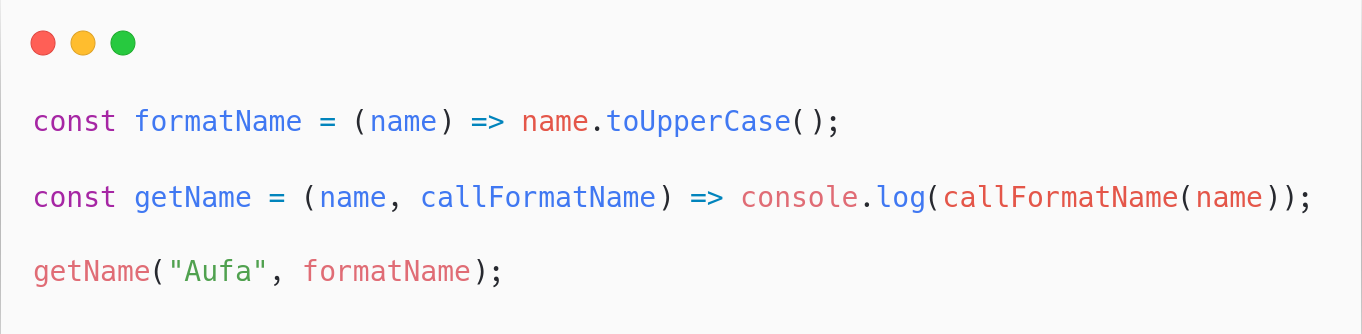 const formatName = (name) => name.toUpperCase();
const getName = (name, callFormatName) => console.log(callFormatName(name));
getName("Aufa", formatName);